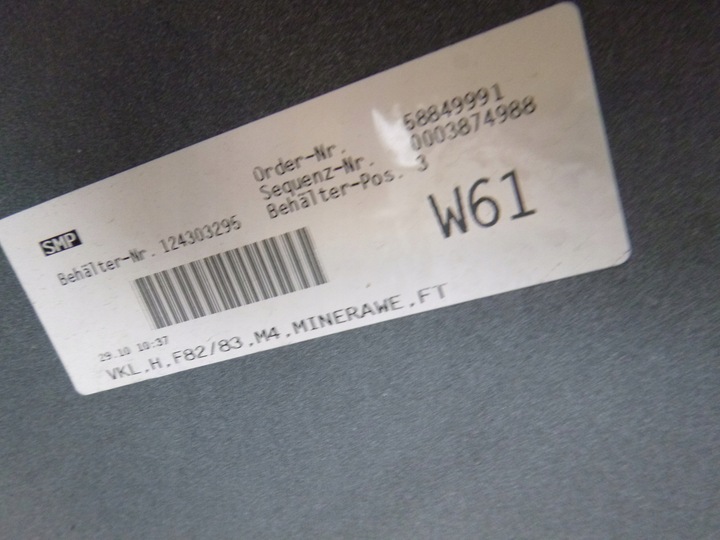 Order-Nr. 58849991
Sequenz-Nr. 0003874988
Behälter-Pos. 3
SMP
Behälter-Nr. 124303295
W61
29.10 10:37
VKL.H.F82/83.M4.MINERAWE.FT